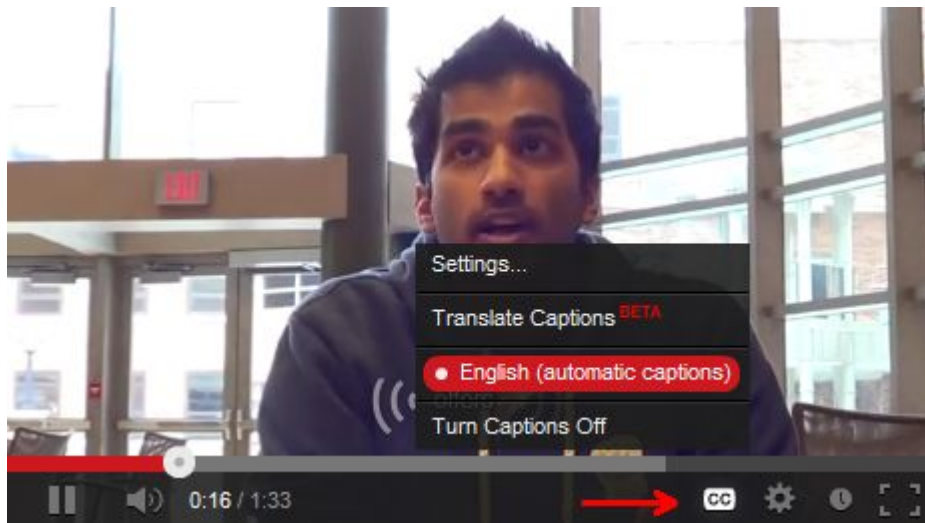 EXIT
Settings...
Translate Captions BETA
English (automatic captions)
Turn Captions Off
0:16 / 1:33
CC